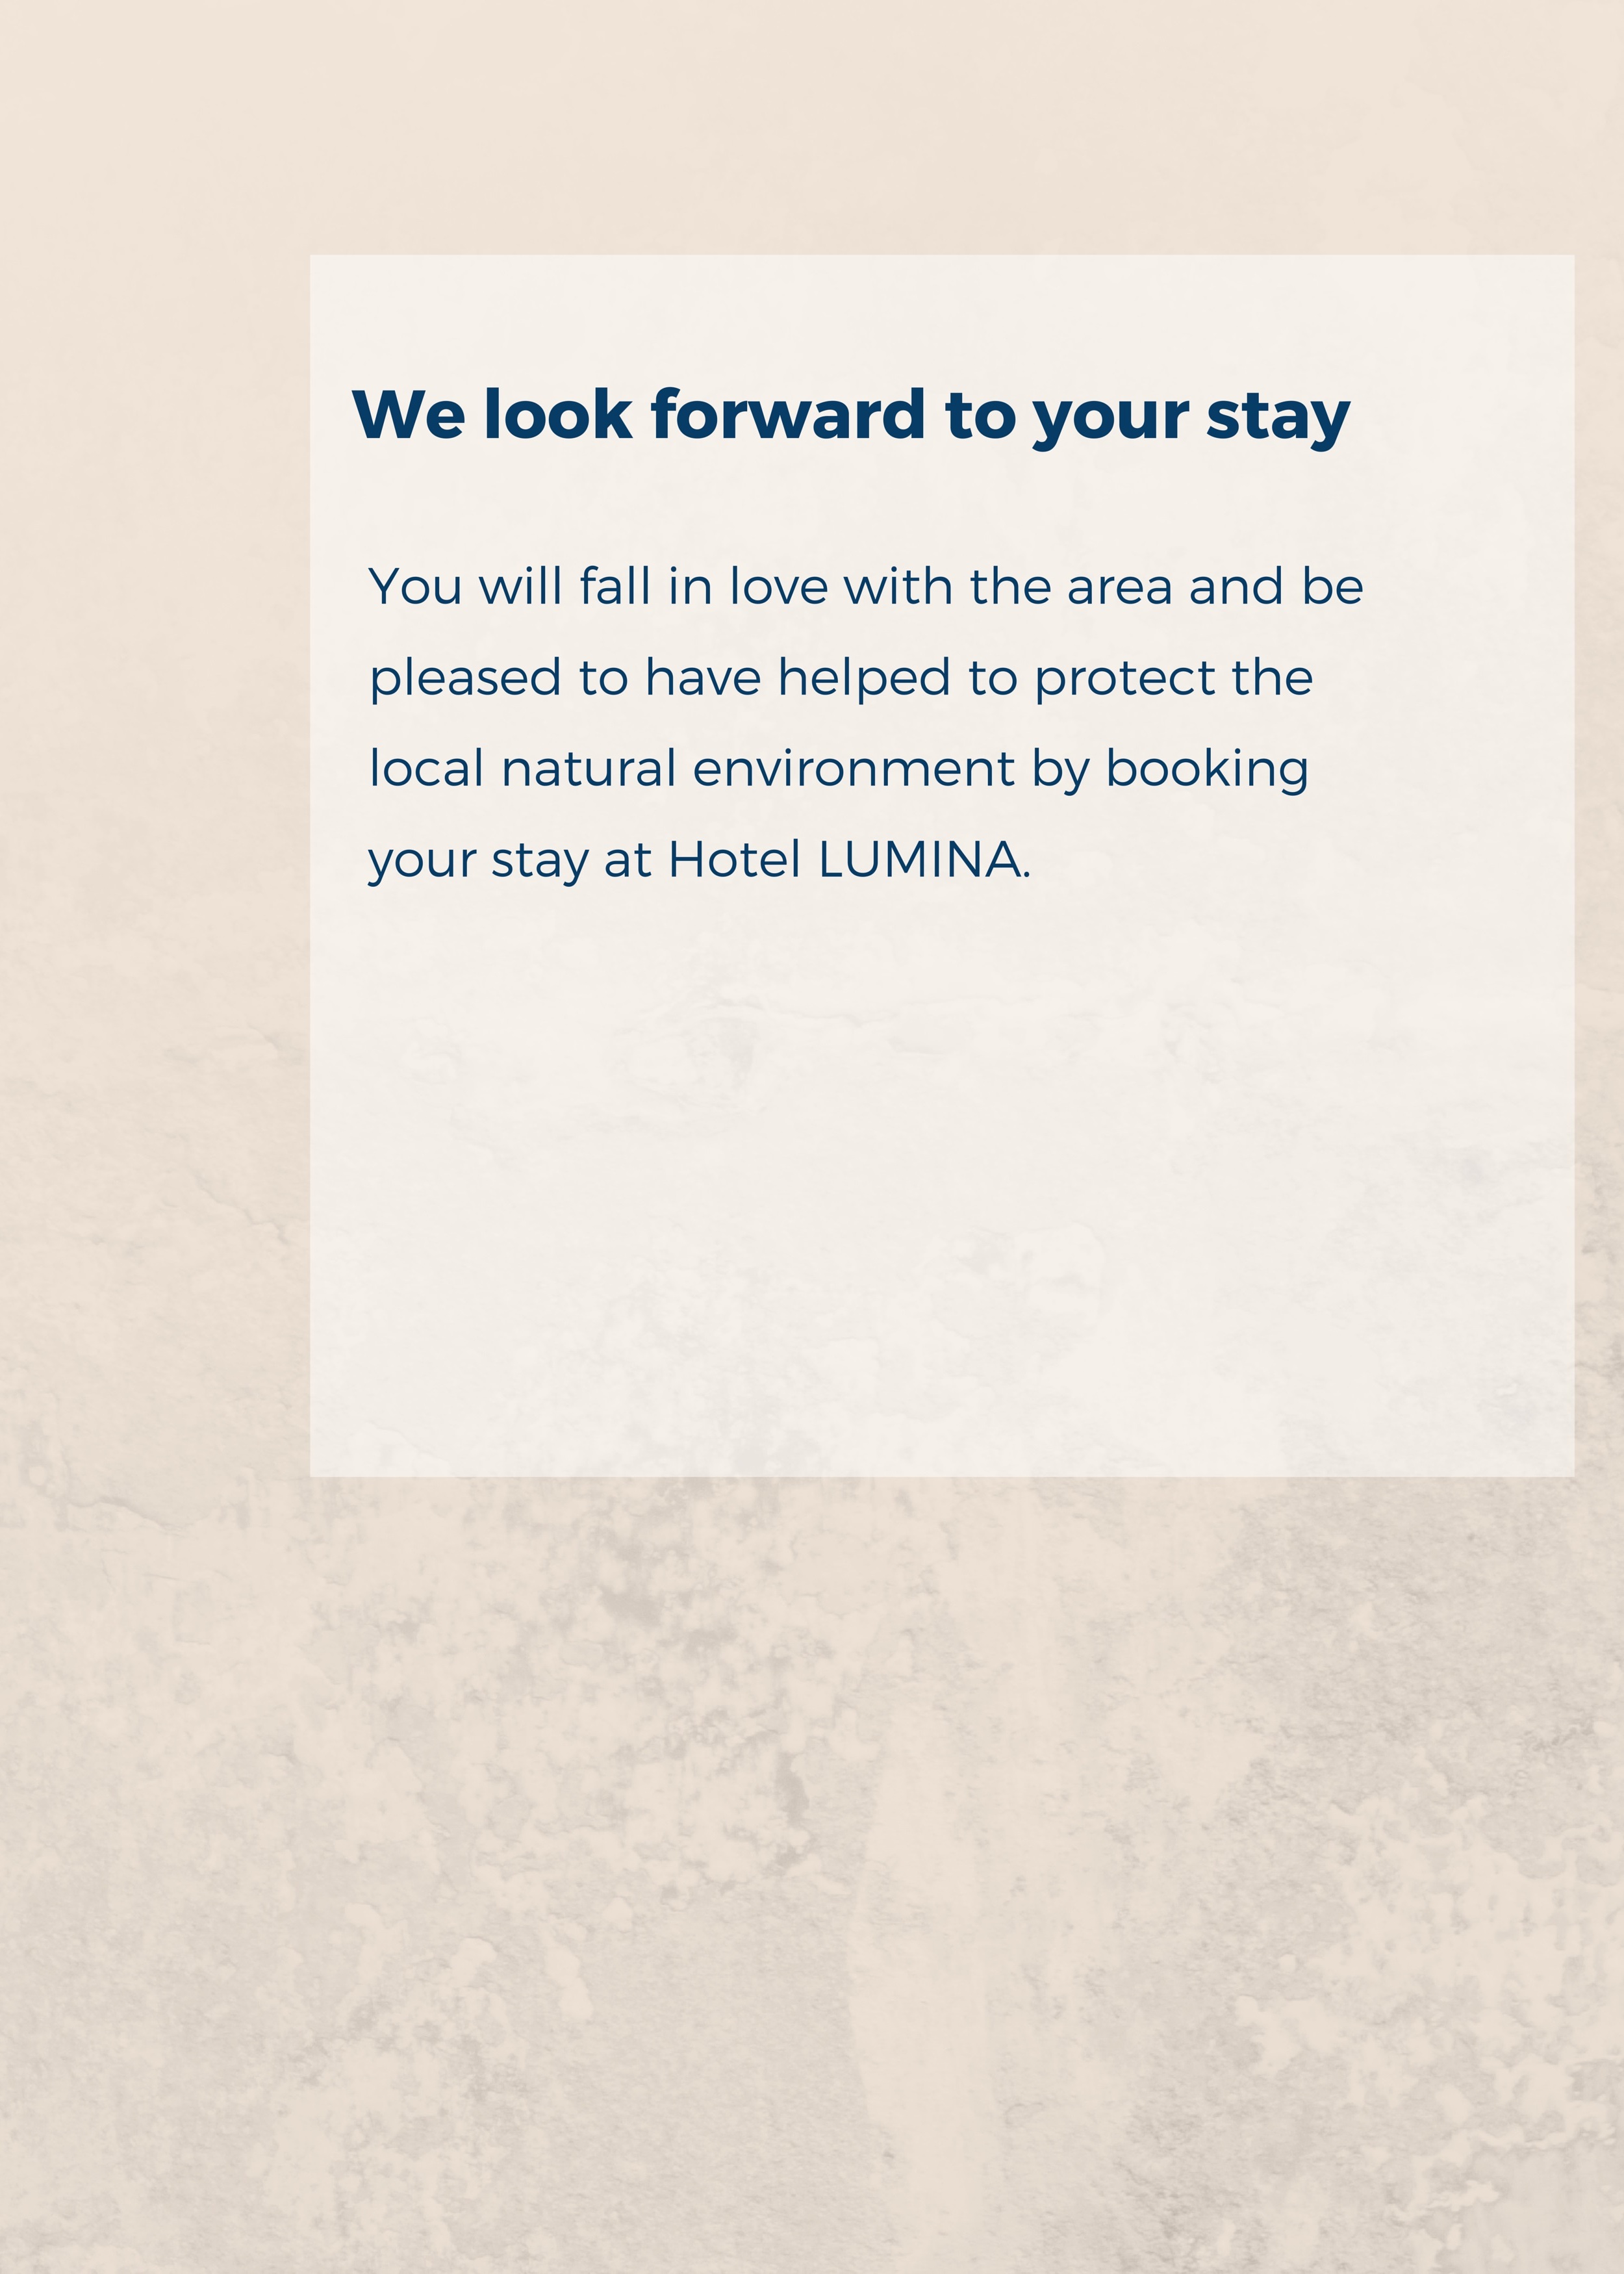 We look forward to your stay
You will fall in love with the area and be
pleased to have helped to protect the
local natural environment by booking
your stay at Hotel LUMINA.